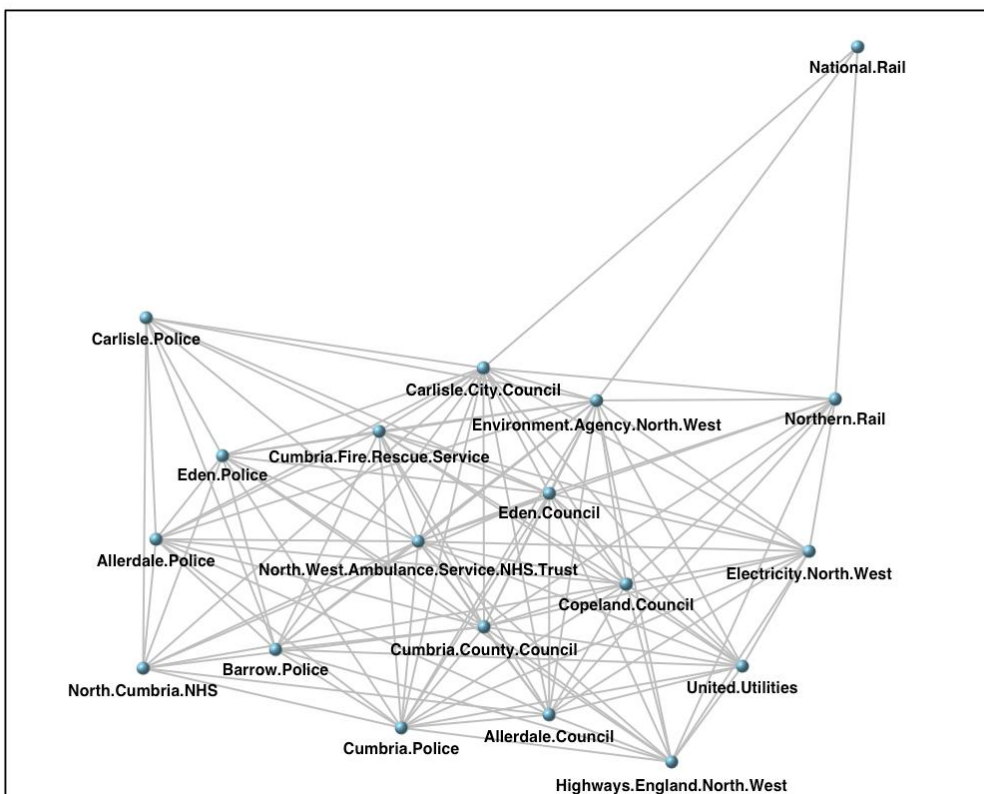 National.Rail
Carlisle.Police
Carlisle.City.Council
Environment.Agency.North.West
Northern.Rail
Cumbria.Fire.Rescue.Service
Eden.Police
Eden.Council
Allerdale.Police
North.West.Ambulance.Service.NHS.Trust
Electricity.North.West
Copeland.Council
Cumbria.County.Council
Barrow.Police
North.Cumbria.NHS
United.Utilities
Allerdale.Council
Cumbria.Police
Highways.England.North.West